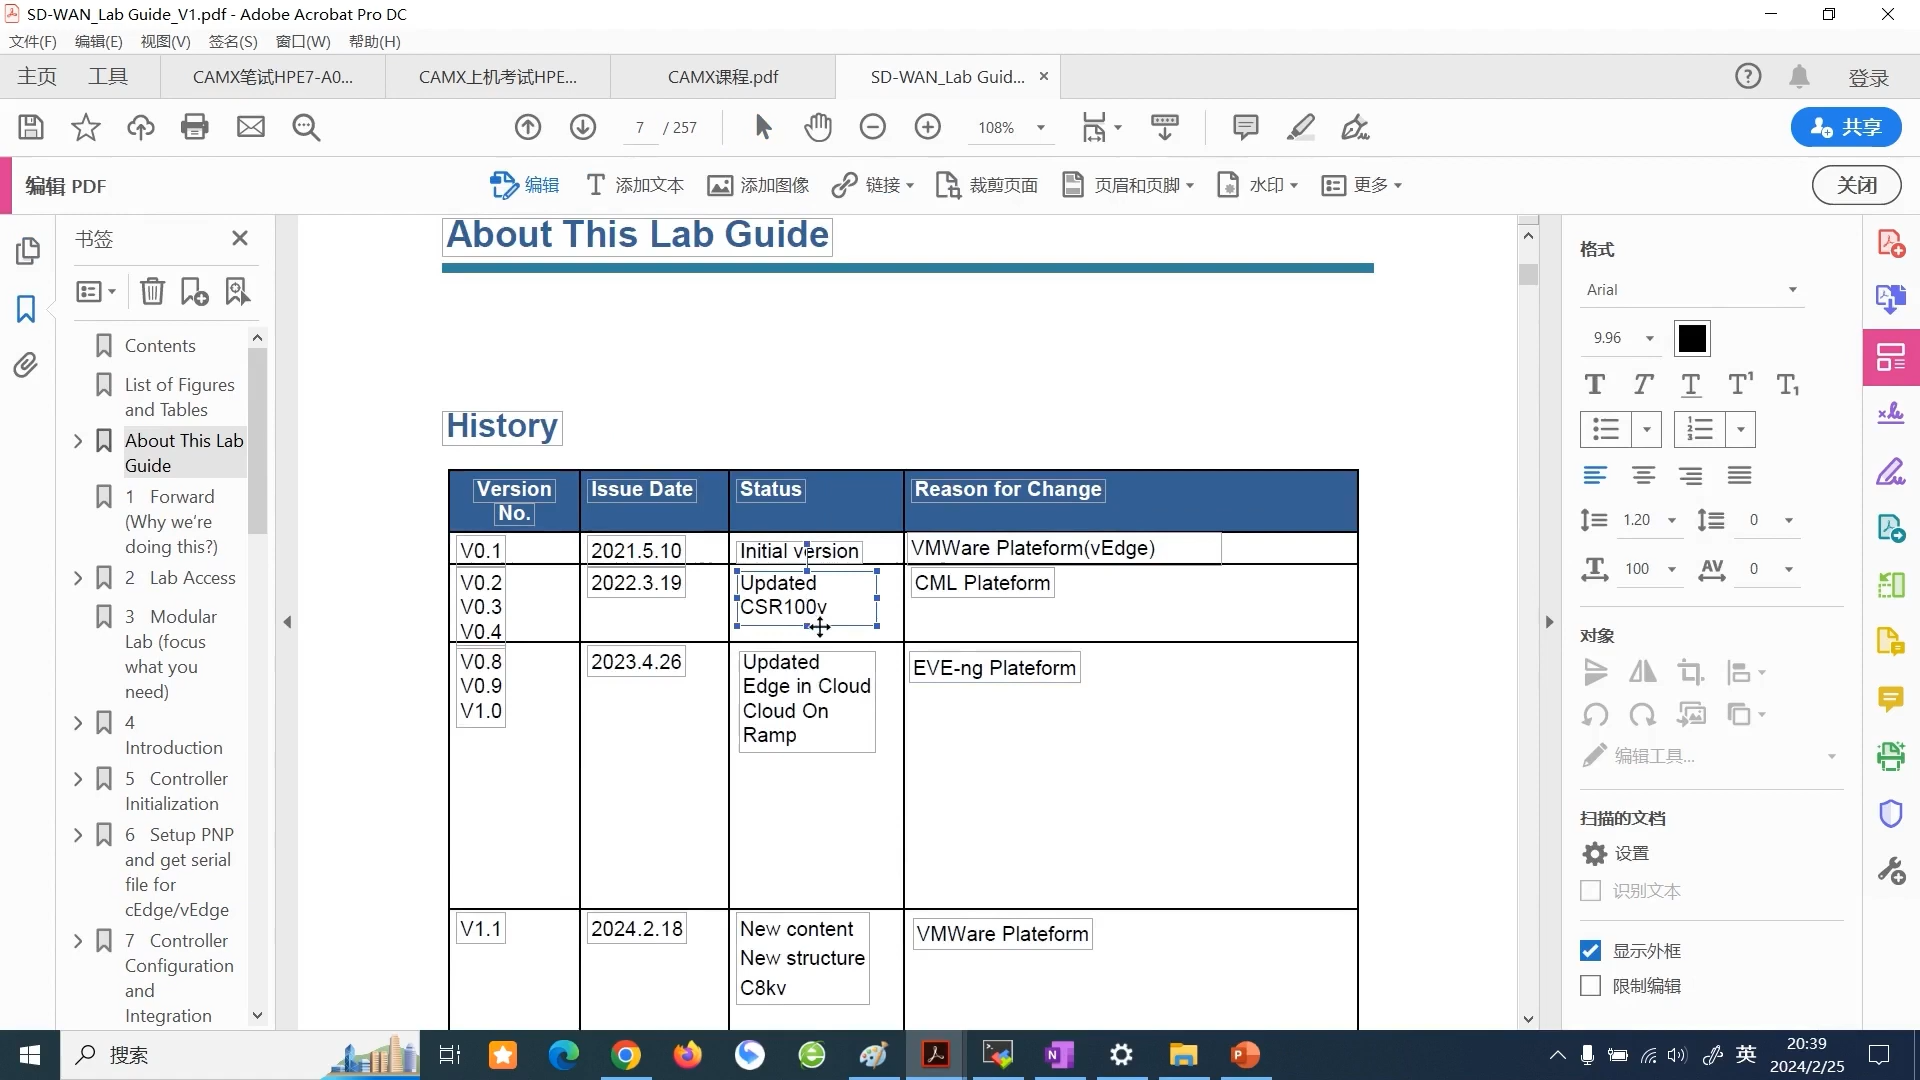 SD-WAN_Lab Guide_V1.pdf - Adobe Acrobat Pro DC
文件(F) 编辑(E) 视图(V) 签名(S) 窗口(W) 帮助(H)
主页 工具 CAMX笔试HPE7-A0... CAMX上机考试HPE... CAMX课程.pdf SD-WAN_Lab Guid... × 登录
7 / 257 108% 共享
编辑 PDF 编辑 添加文本 添加图像 链接 裁剪页面 页眉和页脚 水印 更多 关闭
书签
Contents
List of Figures
and Tables
About This Lab
Guide
1 Forward
(Why we're
doing this?)
2 Lab Access
3 Modular
Lab (focus
what you
need)
4
Introduction
5 Controller
Initialization
6 Setup PNP
and get serial
file for
cEdge/vEdge
7 Controller
Configuration
and
Integration
About This Lab Guide
History
Version
No.
Issue Date
Status
Reason for Change
V0.1
2021.5.10
Initial version
VMWare Plateform(vEdge)
V0.2
V0.3
V0.4
2022.3.19
Updated
CSR100v
CML Plateform
V0.8
V0.9
V1.0
2023.4.26
Updated
Edge in Cloud
Cloud On
Ramp
EVE-ng Plateform
V1.1
2024.2.18
New content
New structure
C8kv
VMWare Plateform
格式
Arial
9.96
1.20 0
100 0
对象
编辑工具...
扫描的文档
设置
识别文本
显示外框
限制编辑
搜索
英
20:39
2024/2/25